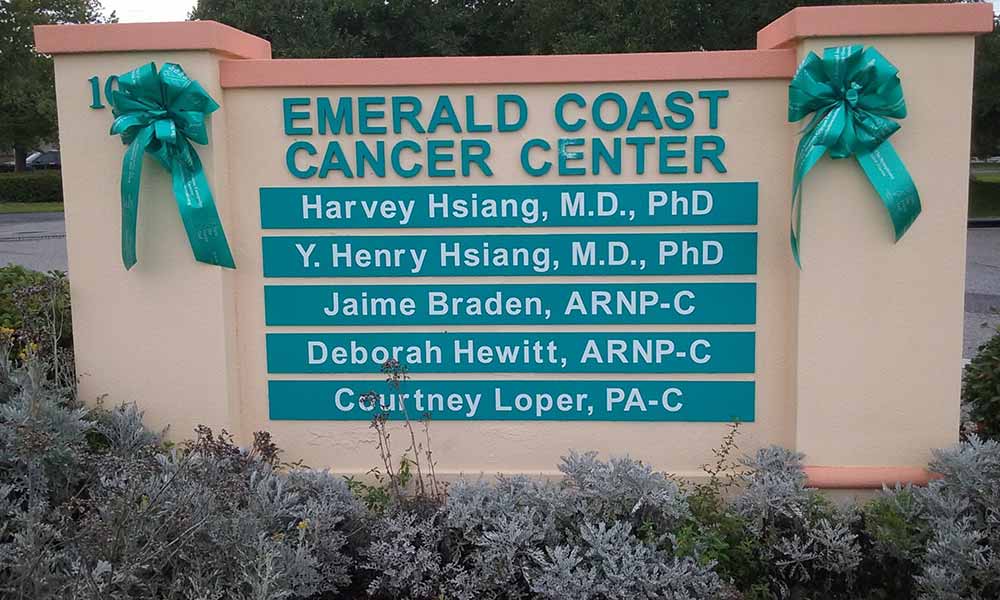 EMERALD COAST
CANCER CENTER
Harvey Hsiang, M.D., PhD
Y. Henry Hsiang, M.D., PhD
Jaime Braden, ARNP-C
Deborah Hewitt, ARNP-C
Courtney Loper, PA-C